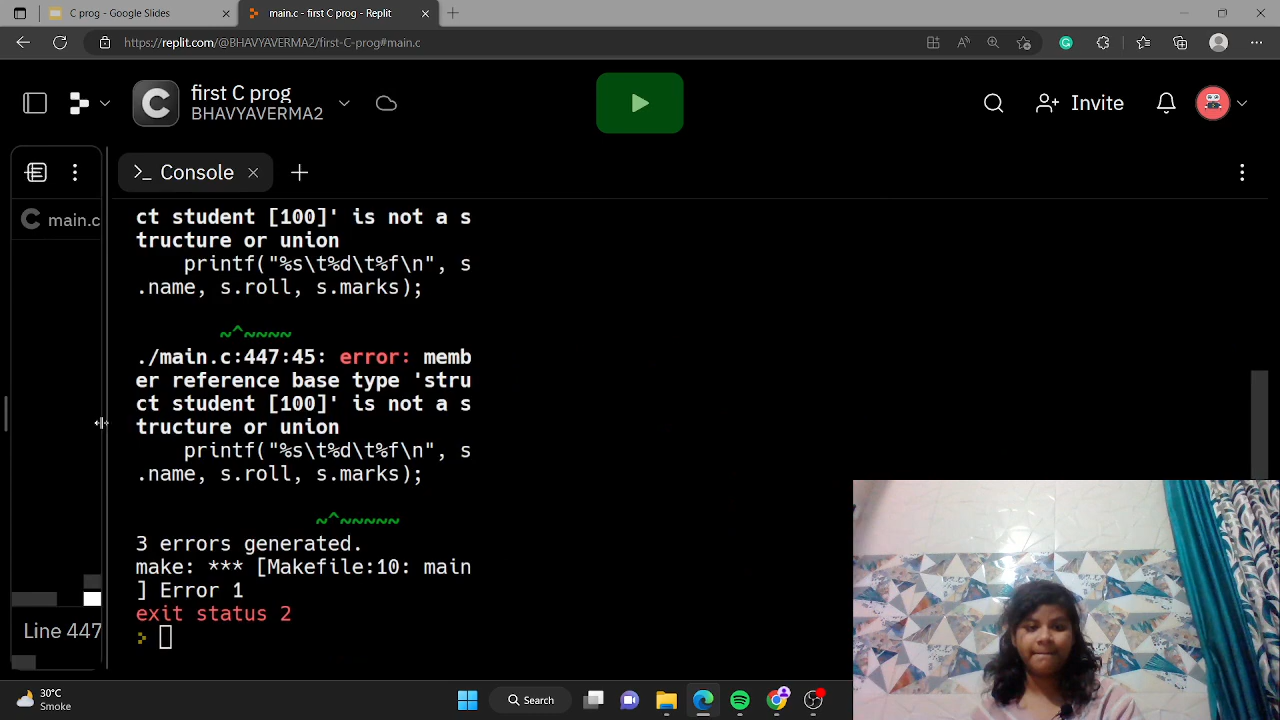 C prog - Google Slides
main.c - first C prog - Replit
https://replit.com/@BHAVYAVERMA2/first-C-prog#main.c
C
first C prog
BHAVYAVERMA2
Invite
>_ Console
C main.c
ct student [100]' is not a s
tructure or union
printf("%s\t%d\t%f\n", s
.name, s.roll, s.marks);
~^~~~~
./main.c:447:45: error: memb
er reference base type 'stru
ct student [100]' is not a s
tructure or union
printf("%s\t%d\t%f\n", s
.name, s.roll, s.marks);
~^~~~~~
3 errors generated.
make: *** [Makefile:10: main
] Error 1
exit status 2
Line 447
30°C
Smoke
Search